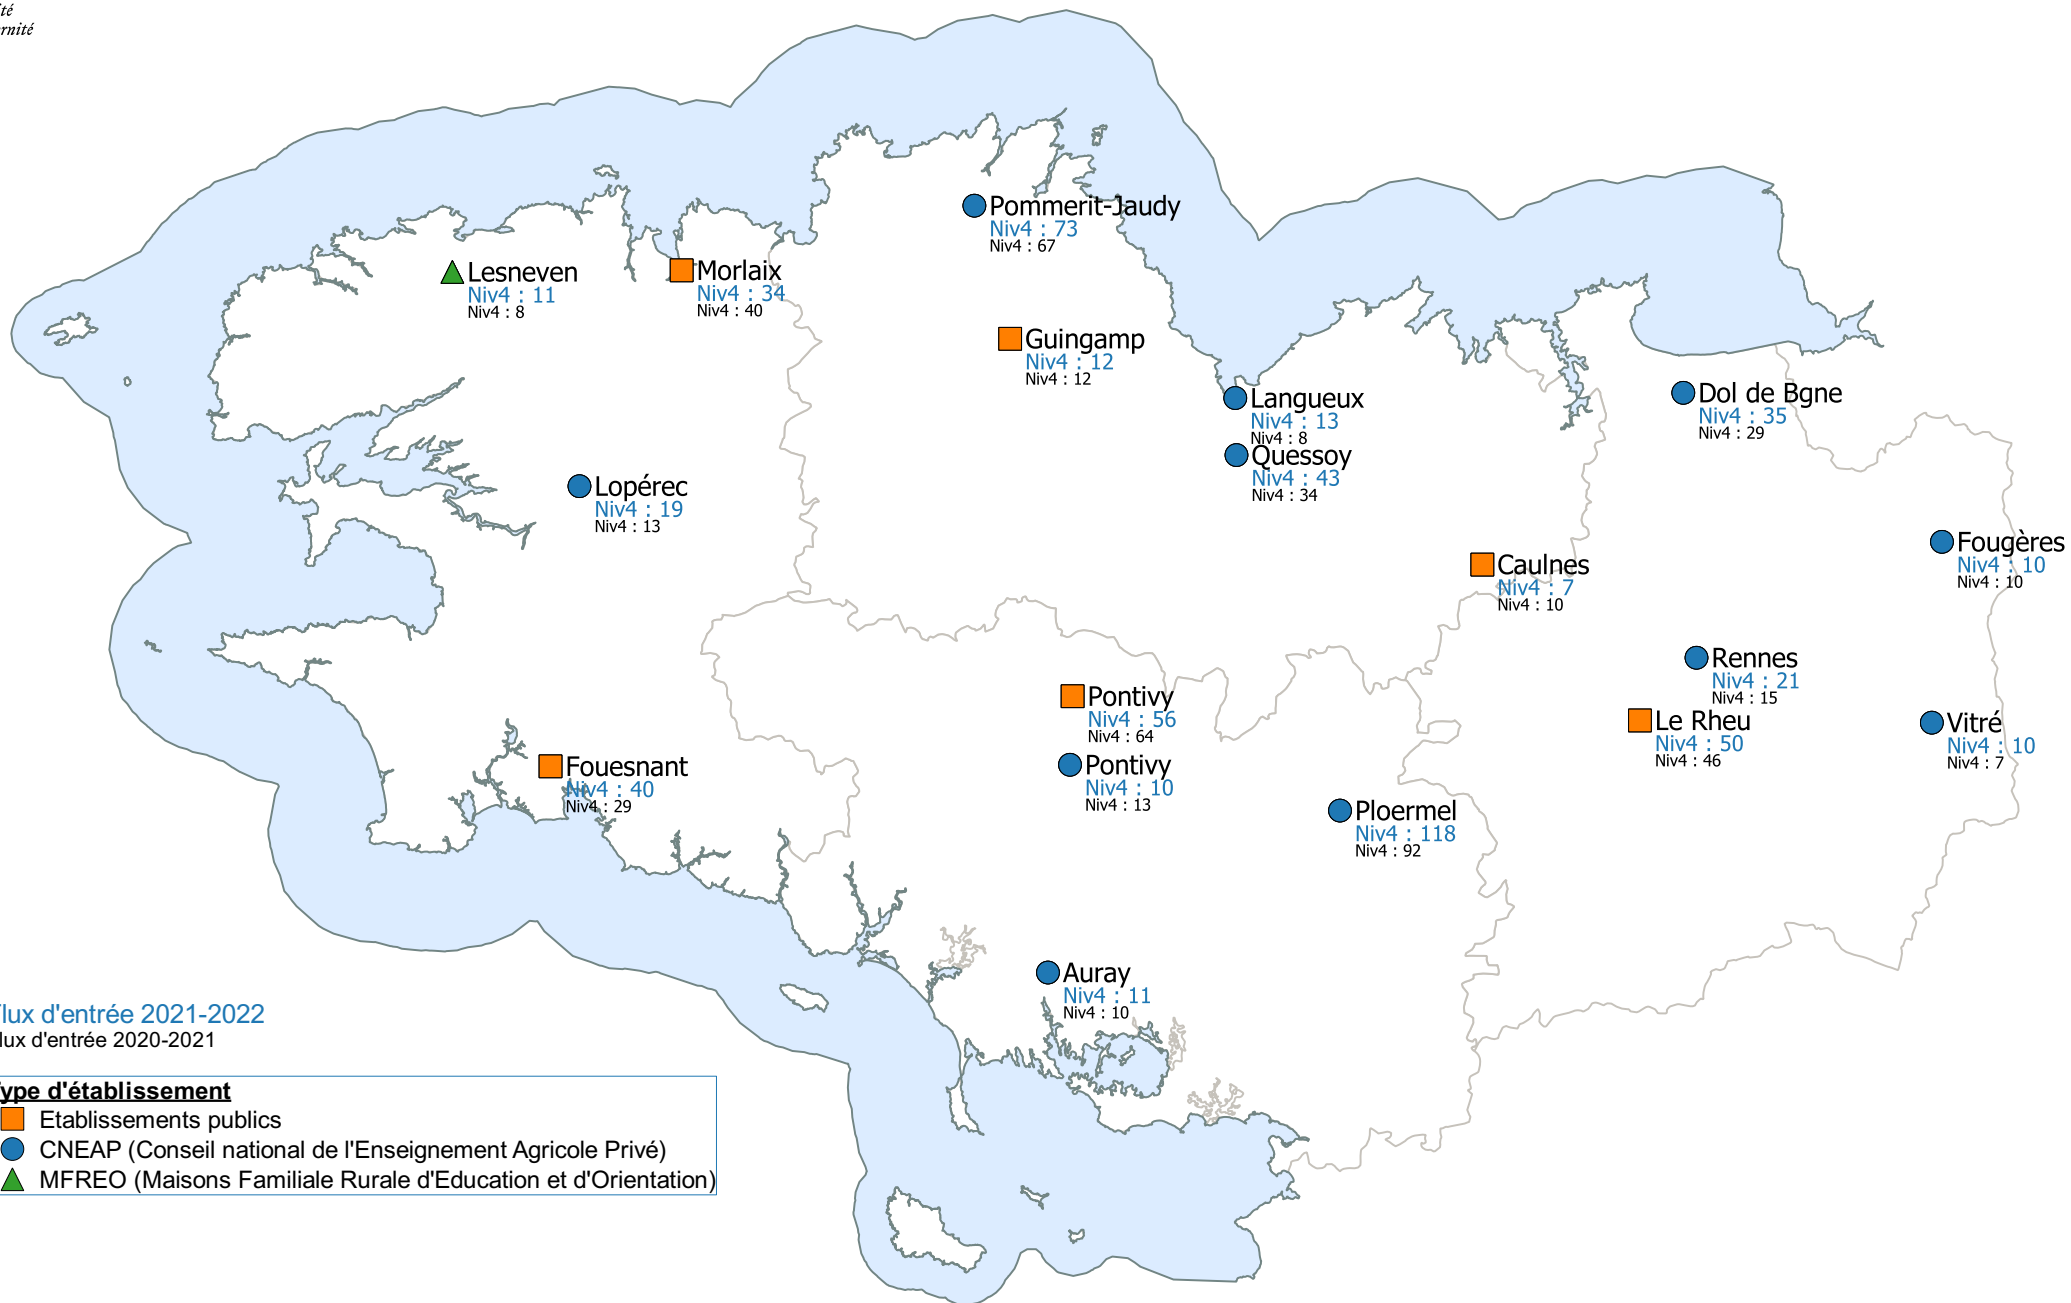 ité
ernité
Pommerit-Jaudy
Niv4 : 73
Niv4 : 67
Lesneven
Niv4 : 11
Niv4 : 8
Morlaix
Niv4 : 34
Niv4 : 40
Guingamp
Niv4 : 12
Niv4 : 12
Langueux
Niv4 : 13
Niv4 : 8
Dol de Bgne
Niv4 : 35
Niv4 : 29
Quessoy
Niv4 : 43
Niv4 : 34
Lopérec
Niv4 : 19
Niv4 : 13
Fougères
Niv4 : 10
Niv4 : 10
Caulnes
Niv4 : 7
Niv4 : 10
Rennes
Niv4 : 21
Niv4 : 15
Pontivy
Niv4 : 56
Niv4 : 64
Le Rheu
Niv4 : 50
Niv4 : 46
Vitré
Niv4 : 10
Niv4 : 7
Fouesnant
Niv4 : 40
Niv4 : 29
Pontivy
Niv4 : 10
Niv4 : 13
Ploermel
Niv4 : 118
Niv4 : 92
Auray
Niv4 : 11
Niv4 : 10
flux d'entrée 2021-2022
lux d'entrée 2020-2021
Type d'établissement
Etablissements publics
CNEAP (Conseil national de l'Enseignement Agricole Privé)
MFREO (Maisons Familiale Rurale d'Education et d'Orientation)